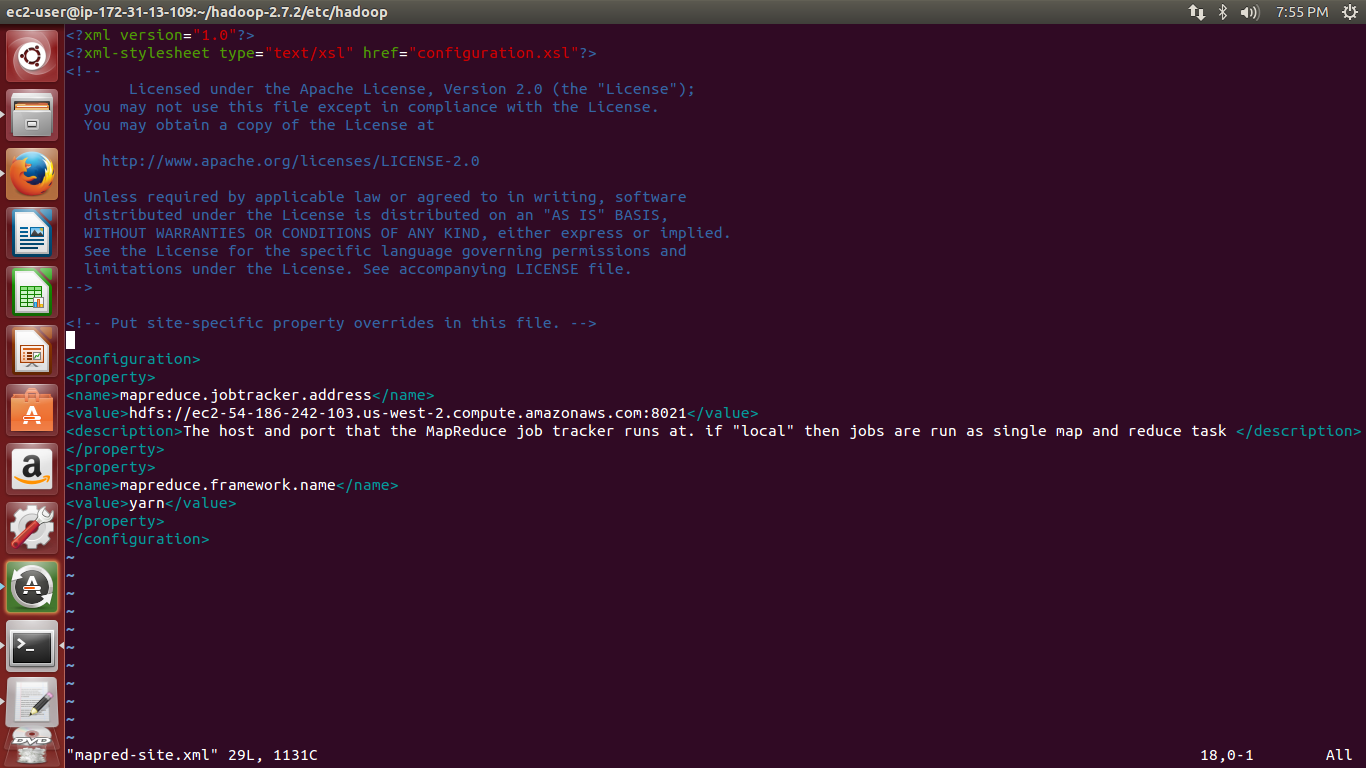 ec2-user@ip-172-31-13-109:~/hadoop-2.7.2/etc/hadoop
7:55 PM
<?xml version="1.0"?>
<?xml-stylesheet type="text/xsl" href="configuration.xsl"?>
<!--
Licensed under the Apache License, Version 2.0 (the "License");
you may not use this file except in compliance with the License.
You may obtain a copy of the License at
http://www.apache.org/licenses/LICENSE-2.0
Unless required by applicable law or agreed to in writing, software
distributed under the License is distributed on an "AS IS" BASIS,
WITHOUT WARRANTIES OR CONDITIONS OF ANY KIND, either express or implied.
See the License for the specific language governing permissions and
limitations under the License. See accompanying LICENSE file.
-->
<!-- Put site-specific property overrides in this file. -->
<configuration>
<property>
<name>mapreduce.jobtracker.address</name>
<value>hdfs://ec2-54-186-242-103.us-west-2.compute.amazonaws.com:8021</value>
<description>The host and port that the MapReduce job tracker runs at. if "local" then jobs are run as single map and reduce task </description>
</property>
<property>
<name>mapreduce.framework.name</name>
<value>yarn</value>
</property>
</configuration>
~
~
~
~
~
~
~
~
~
~
~
"mapred-site.xml" 29L, 1131C
18,0-1
All